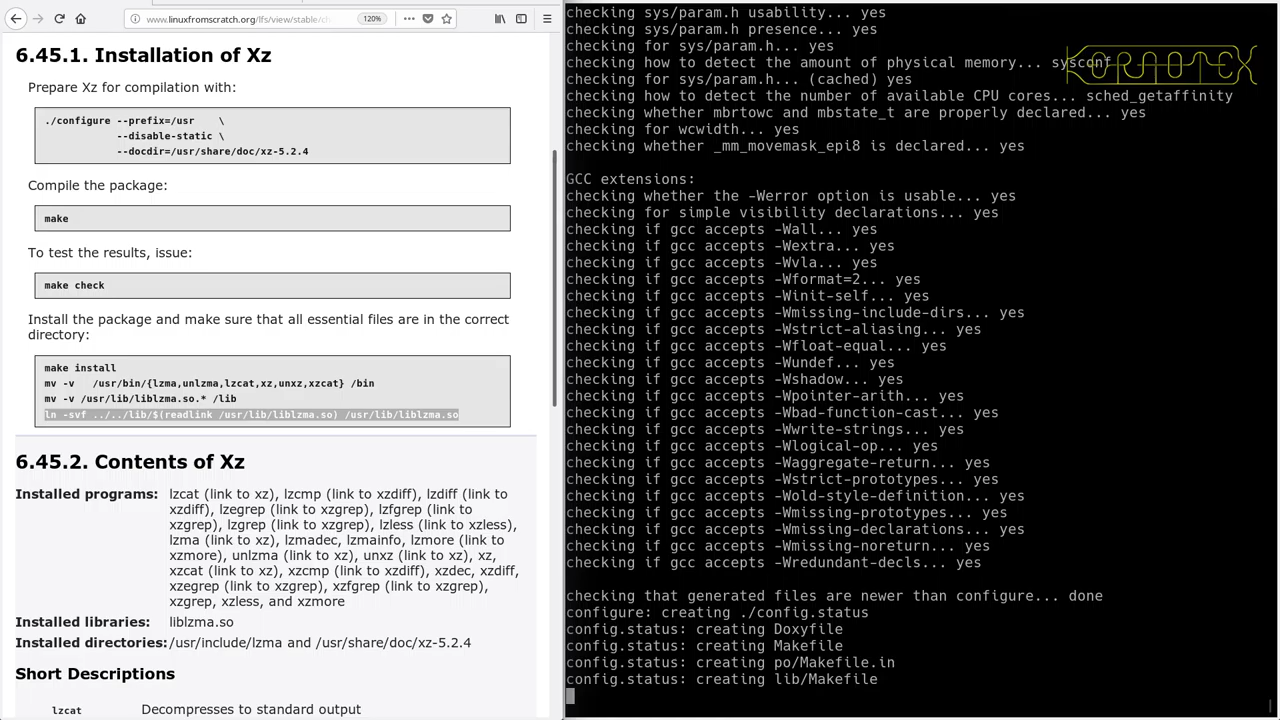 www.linuxfromscratch.org/lfs/view/stable/ch
120%
6.45.1. Installation of Xz
Prepare Xz for compilation with:
./configure --prefix=/usr    \
--disable-static \
--docdir=/usr/share/doc/xz-5.2.4
Compile the package:
make
To test the results, issue:
make check
Install the package and make sure that all essential files are in the correct
directory:
make install
mv -v   /usr/bin/{lzma,unlzma,lzcat,xz,unxz,xzcat} /bin
mv -v /usr/lib/liblzma.so.* /lib
ln -svf ../../lib/$(readlink /usr/lib/liblzma.so) /usr/lib/liblzma.so
6.45.2. Contents of Xz
Installed programs: lzcat (link to xz), lzcmp (link to xzdiff), lzdiff (link to
xzdiff), lzegrep (link to xzgrep), lzfgrep (link to
xzgrep), lzgrep (link to xzgrep), lzless (link to xzless),
lzma (link to xz), lzmadec, lzmainfo, lzmore (link to
xzmore), unlzma (link to xz), unxz (link to xz), xz,
xzcat (link to xz), xzcmp (link to xzdiff), xzdec, xzdiff,
xzegrep (link to xzgrep), xzfgrep (link to xzgrep),
xzgrep, xzless, and xzmore
Installed libraries: liblzma.so
Installed directories: /usr/include/lzma and /usr/share/doc/xz-5.2.4
Short Descriptions
lzcat Decompresses to standard output
checking sys/param.h usability... yes
checking sys/param.h presence... yes
checking for sys/param.h... yes
checking how to detect the amount of physical memory... sysconf
checking for sys/param.h... (cached) yes
checking how to detect the number of available CPU cores... sched_getaffinity
checking whether mbrtowc and mbstate_t are properly declared... yes
checking for wcwidth... yes
checking whether _mm_movemask_epi8 is declared... yes
GCC extensions:
checking whether the -Werror option is usable... yes
checking for simple visibility declarations... yes
checking if gcc accepts -Wall... yes
checking if gcc accepts -Wextra... yes
checking if gcc accepts -Wvla... yes
checking if gcc accepts -Wformat=2... yes
checking if gcc accepts -Winit-self... yes
checking if gcc accepts -Wmissing-include-dirs... yes
checking if gcc accepts -Wstrict-aliasing... yes
checking if gcc accepts -Wfloat-equal... yes
checking if gcc accepts -Wundef... yes
checking if gcc accepts -Wshadow... yes
checking if gcc accepts -Wpointer-arith... yes
checking if gcc accepts -Wbad-function-cast... yes
checking if gcc accepts -Wwrite-strings... yes
checking if gcc accepts -Wlogical-op... yes
checking if gcc accepts -Waggregate-return... yes
checking if gcc accepts -Wstrict-prototypes... yes
checking if gcc accepts -Wold-style-definition... yes
checking if gcc accepts -Wmissing-prototypes... yes
checking if gcc accepts -Wmissing-declarations... yes
checking if gcc accepts -Wmissing-noreturn... yes
checking if gcc accepts -Wredundant-decls... yes
checking that generated files are newer than configure... done
configure: creating ./config.status
config.status: creating Doxyfile
config.status: creating Makefile
config.status: creating po/Makefile.in
config.status: creating lib/Makefile